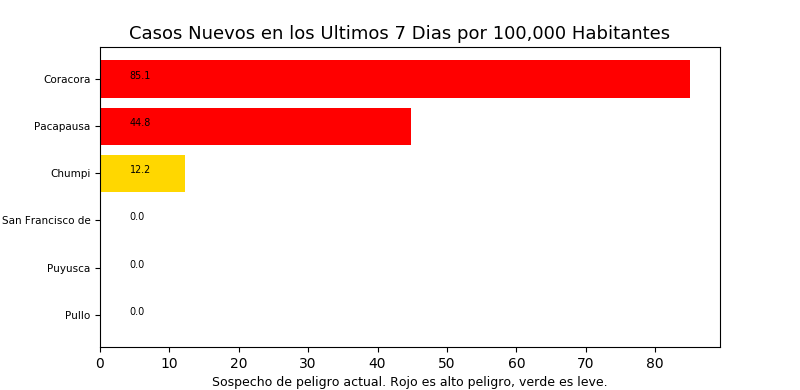 Casos Nuevos en los Ultimos 7 Dias por 100,000 Habitantes
Coracora 85.1
Pacapausa 44.8
Chumpi 12.2
San Francisco de 0.0
Puyusca 0.0
Pullo 0.0
0 10 20 30 40 50 60 70 80
Sospecho de peligro actual. Rojo es alto peligro, verde es leve.